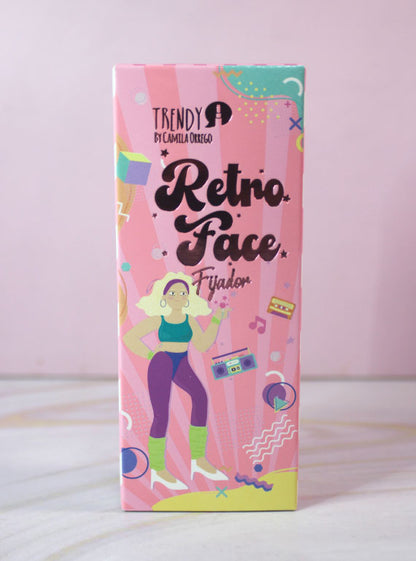 TRENDY
BY CAMILA ORREGO
Retro
Face
Fijador